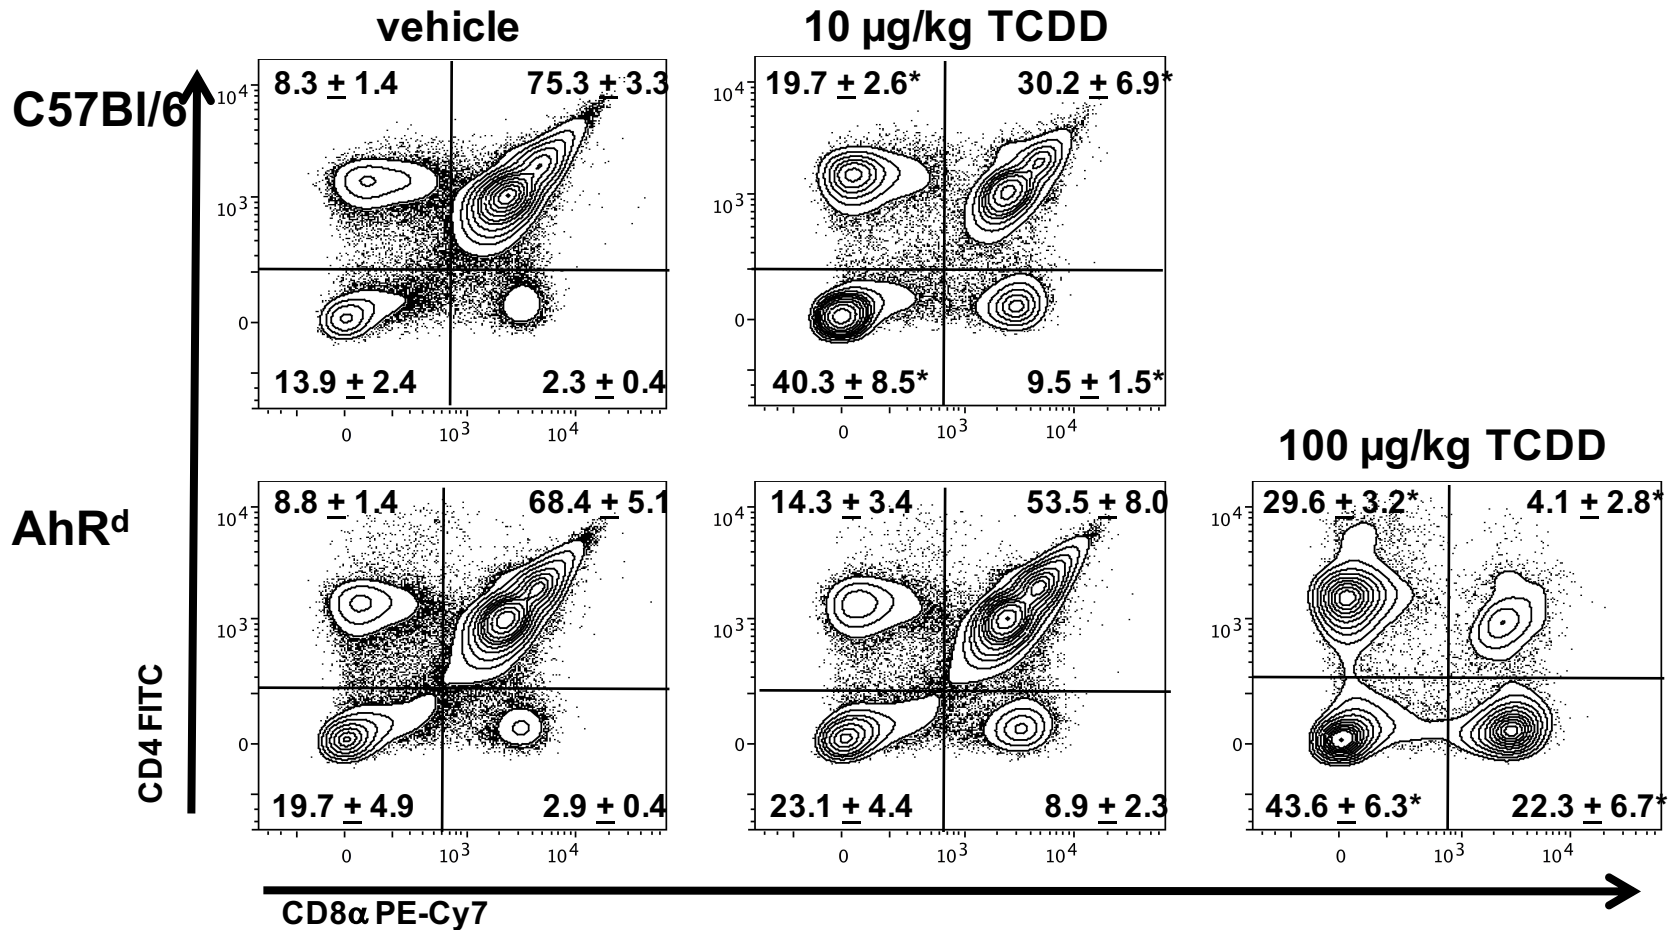 vehicle
10 µg/kg TCDD
C57Bl/6
8.3 ± 1.4
75.3 ± 3.3
19.7 ± 2.6*
30.2 ± 6.9*
10⁴
10³
0
10⁴
10³
0
13.9 ± 2.4
2.3 ± 0.4
40.3 ± 8.5*
9.5 ± 1.5*
0 10³ 10⁴
0 10³ 10⁴
100 µg/kg TCDD
AhRᵈ
8.8 ± 1.4
68.4 ± 5.1
14.3 ± 3.4
53.5 ± 8.0
29.6 ± 3.2*
4.1 ± 2.8*
10⁴
10³
0
10⁴
10³
0
10⁴
10³
0
CD4 FITC
19.7 ± 4.9
2.9 ± 0.4
23.1 ± 4.4
8.9 ± 2.3
43.6 ± 6.3*
22.3 ± 6.7*
0 10³ 10⁴
0 10³ 10⁴
0 10³ 10⁴
CD8α PE-Cy7